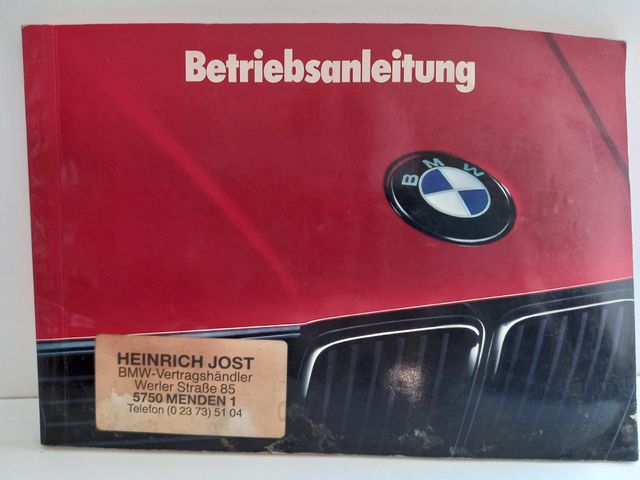 Betriebsanleitung
BMW
HEINRICH JOST
BMW-Vertragshändler
Werler Straße 85
5750 MENDEN 1
Telefon (0 23 73) 51 04